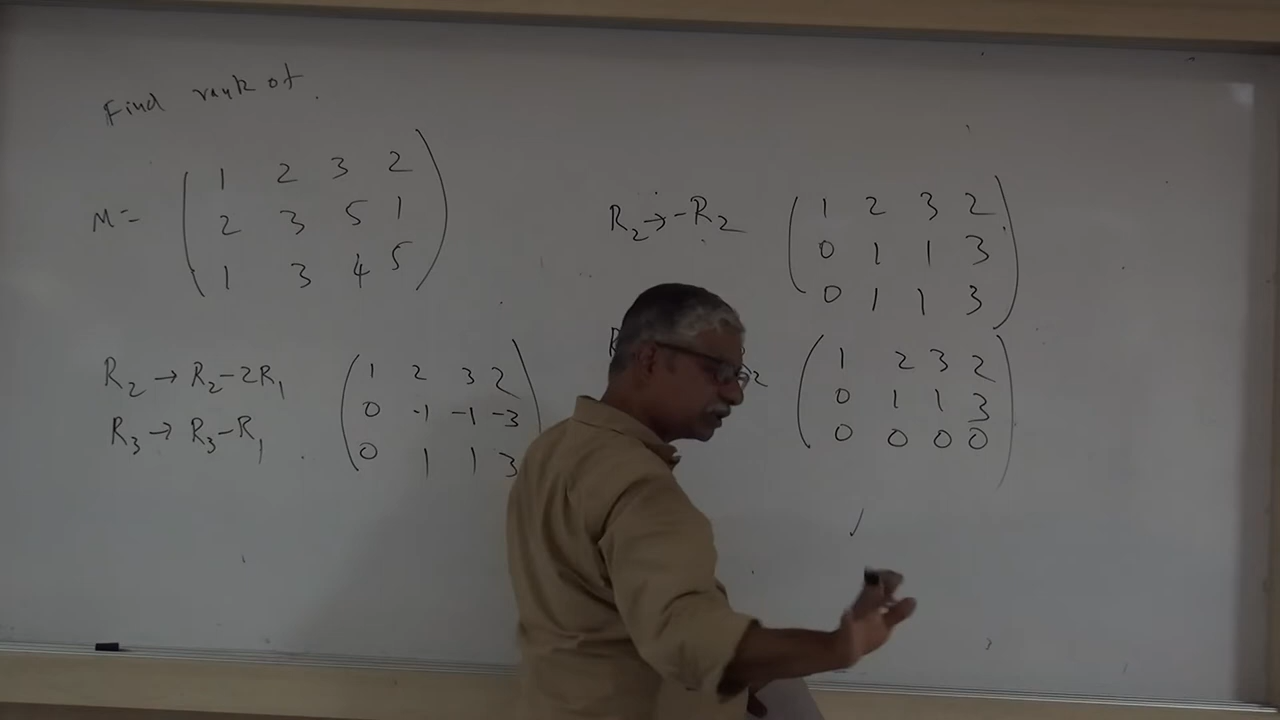 Find rank of
M = ( 1 2 3 2
2 3 5 1
1 3 4 5 )
R₂ → R₂-2R₁
R₃ → R₃-R₁
( 1 2 3 2
0 -1 -1 -3
0 1 1 3
R₂ → -R₂
( 1 2 3 2
0 1 1 3
0 1 1 3 )
( 1 2 3 2
0 1 1 3
0 0 0 0 )